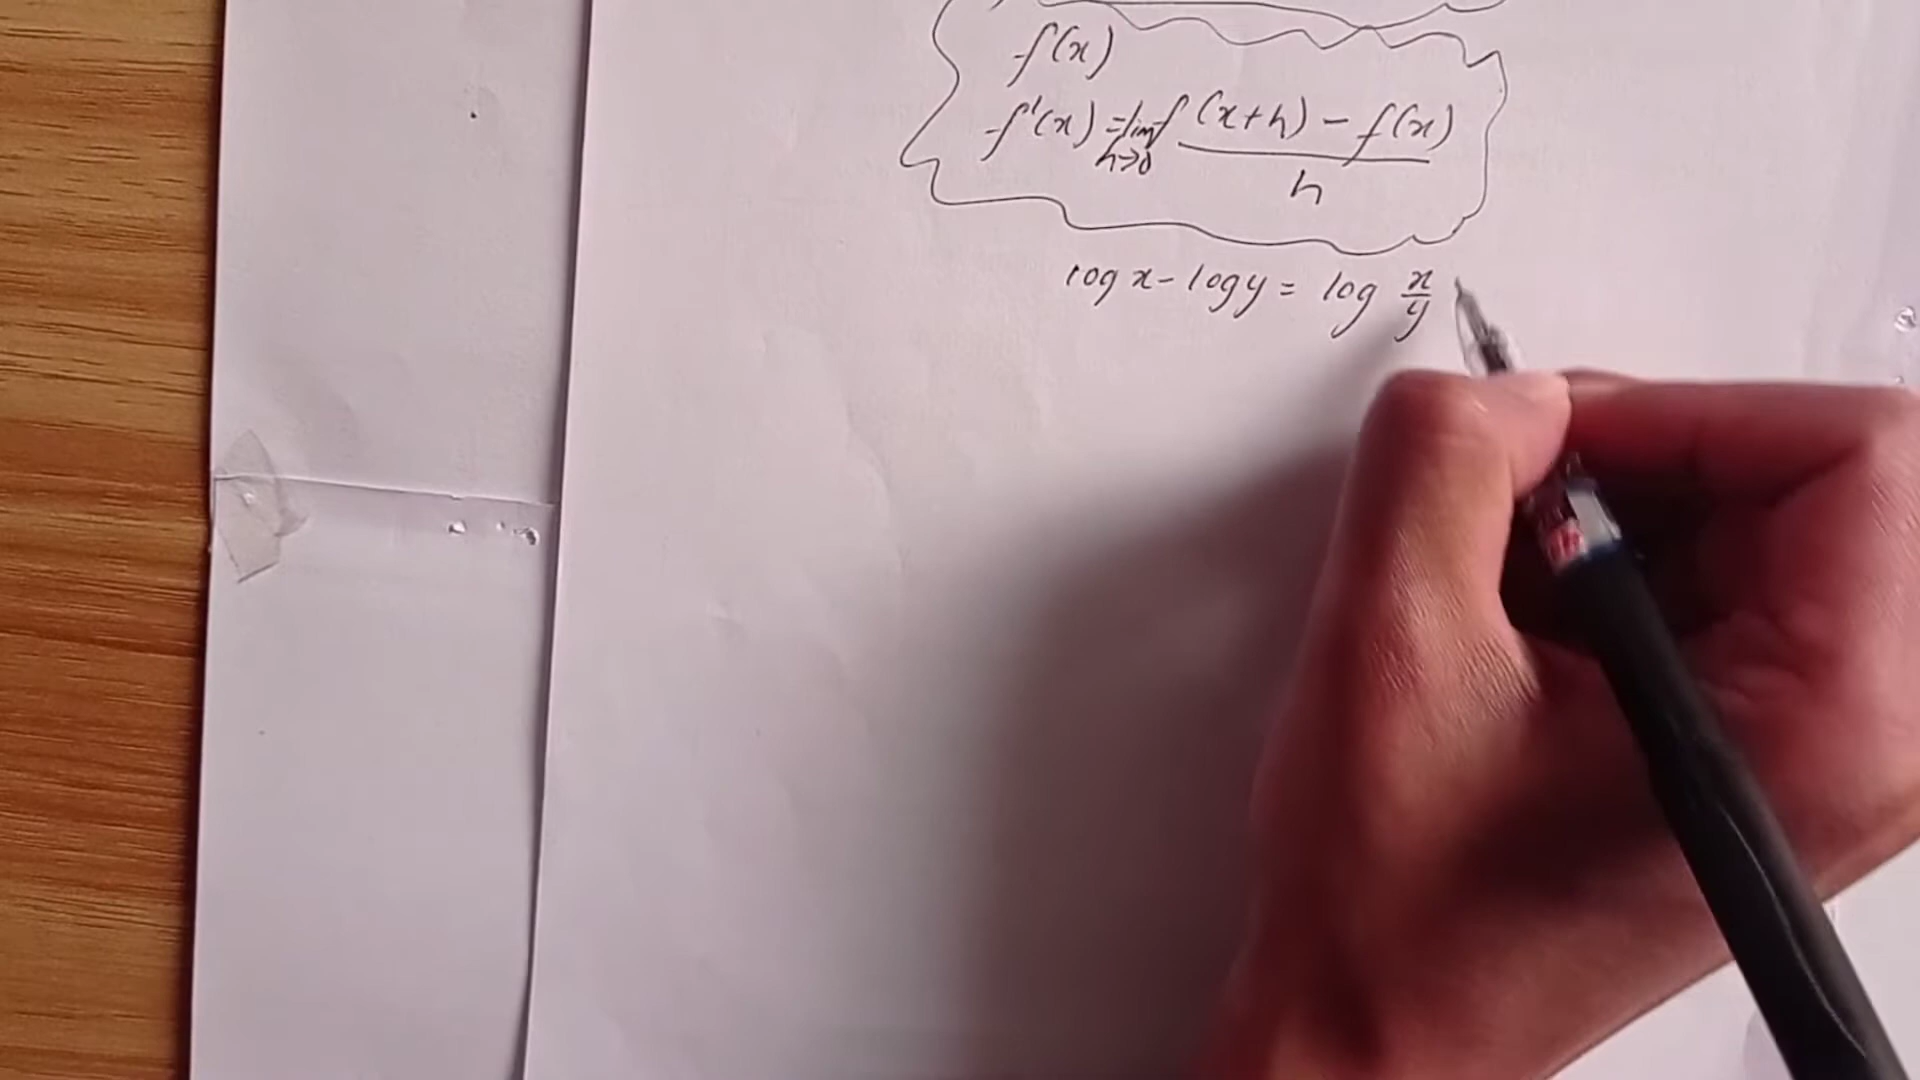 f(x)
f'(x) = lim h→0 f(x+h) - f(x) / h
log x - log y = log x/y